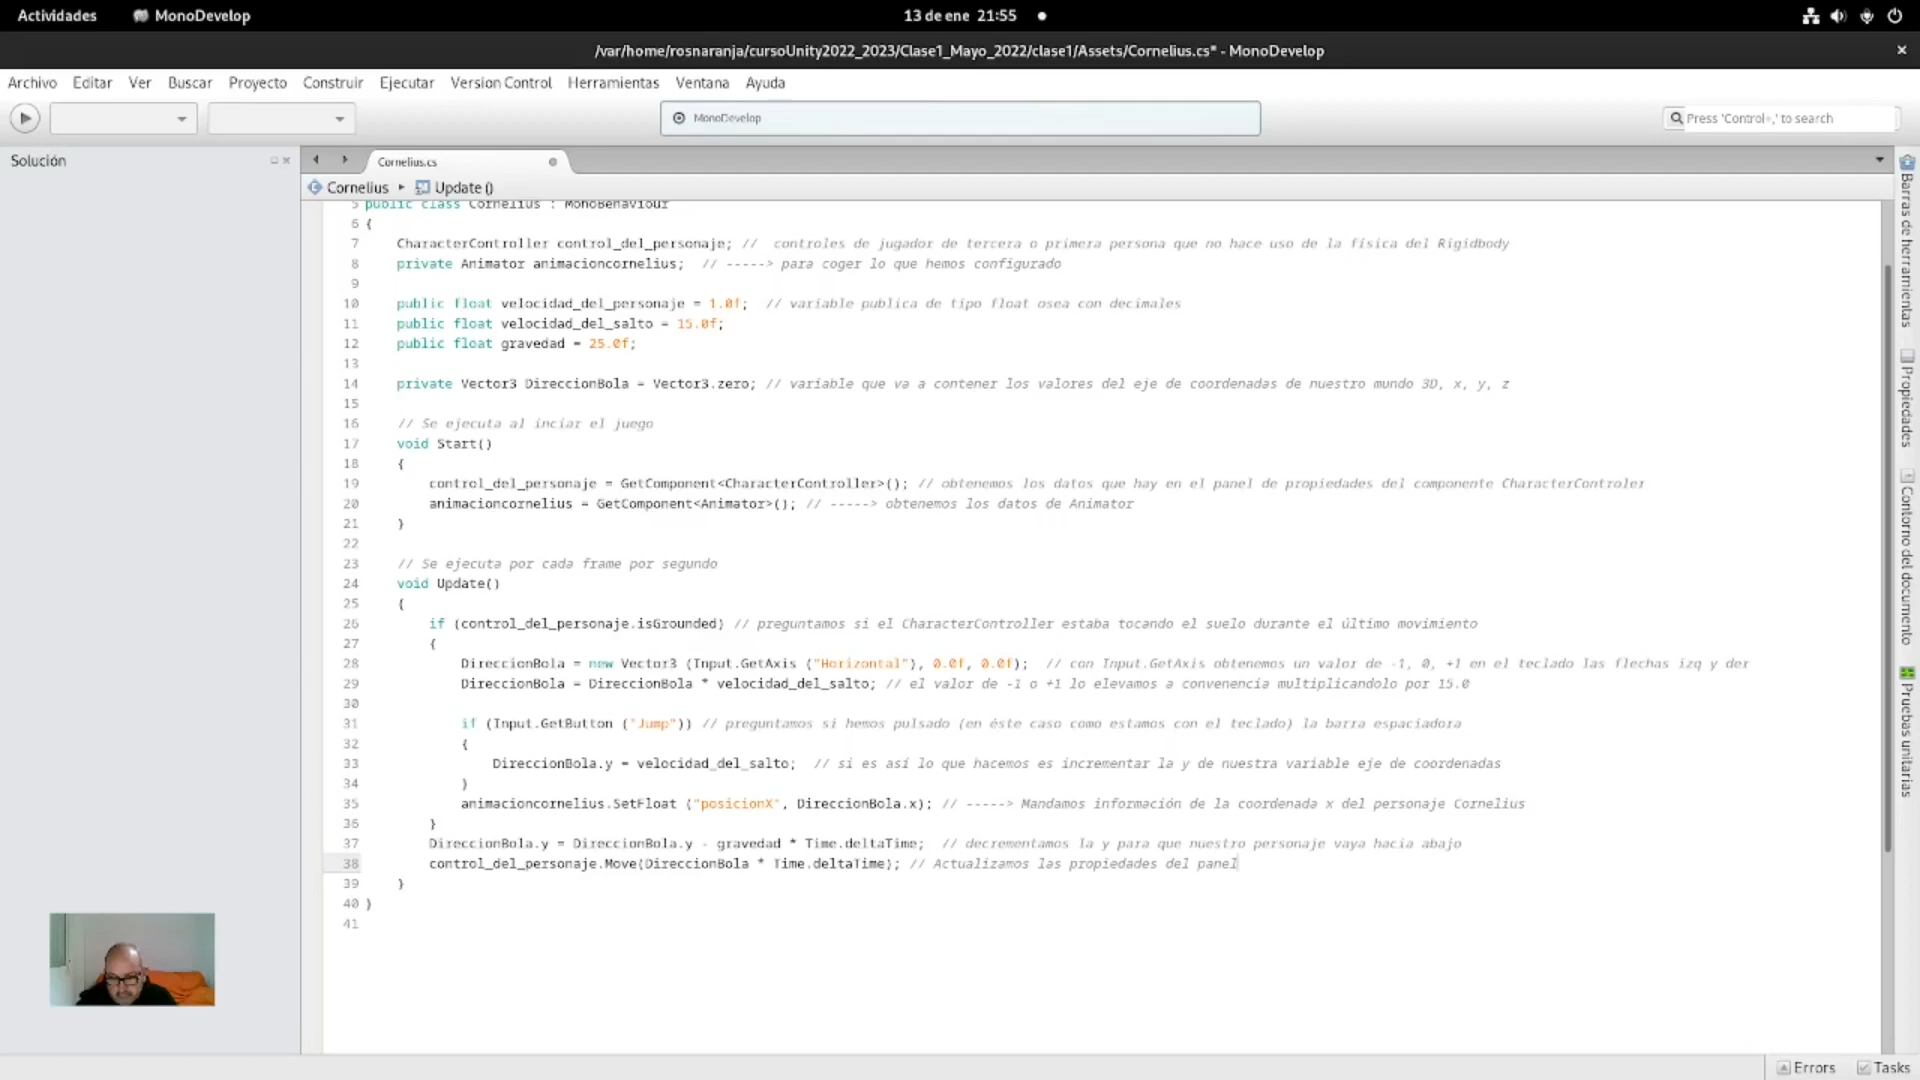 Actividades MonoDevelop 13 de ene 21:55
/var/home/rosnaranja/cursoUnity2022_2023/Clase1_Mayo_2022/clase1/Assets/Cornelius.cs* - MonoDevelop
Archivo Editar Ver Buscar Proyecto Construir Ejecutar Version Control Herramientas Ventana Ayuda
MonoDevelop Press 'Control+,' to search
Solución Cornelius.cs
Cornelius Update ()
5 public class Cornelius : MonoBehaviour
6 {
7 CharacterController control_del_personaje; // controles de jugador de tercera o primera persona que no hace uso de la física del Rigidbody
8 private Animator animacioncornelius; // -----> para coger lo que hemos configurado
9
10 public float velocidad_del_personaje = 1.0f; // variable publica de tipo float osea con decimales
11 public float velocidad_del_salto = 15.0f;
12 public float gravedad = 25.0f;
13
14 private Vector3 DireccionBola = Vector3.zero; // variable que va a contener los valores del eje de coordenadas de nuestro mundo 3D, x, y, z
15
16 // Se ejecuta al inciar el juego
17 void Start()
18 {
19 control_del_personaje = GetComponent<CharacterController>(); // obtenemos los datos que hay en el panel de propiedades del componente CharacterControler
20 animacioncornelius = GetComponent<Animator>(); // -----> obtenemos los datos de Animator
21 }
22
23 // Se ejecuta por cada frame por segundo
24 void Update()
25 {
26 if (control_del_personaje.isGrounded) // preguntamos si el CharacterController estaba tocando el suelo durante el último movimiento
27 {
28 DireccionBola = new Vector3 (Input.GetAxis ("Horizontal"), 0.0f, 0.0f); // con Input.GetAxis obtenemos un valor de -1, 0, +1 en el teclado las flechas izq y der
29 DireccionBola = DireccionBola * velocidad_del_salto; // el valor de -1 o +1 lo elevamos a convenencia multiplicandolo por 15.0
30
31 if (Input.GetButton ("Jump")) // preguntamos si hemos pulsado (en éste caso como estamos con el teclado) la barra espaciadora
32 {
33 DireccionBola.y = velocidad_del_salto; // si es así lo que hacemos es incrementar la y de nuestra variable eje de coordenadas
34 }
35 animacioncornelius.SetFloat ("posicionX", DireccionBola.x); // -----> Mandamos información de la coordenada x del personaje Cornelius
36 }
37 DireccionBola.y = DireccionBola.y - gravedad * Time.deltaTime; // decrementamos la y para que nuestro personaje vaya hacia abajo
38 control_del_personaje.Move(DireccionBola * Time.deltaTime); // Actualizamos las propiedades del panel
39 }
40 }
41
Barras de herramientas
Propiedades
Contorno del documento
Pruebas unitarias
Errors Tasks